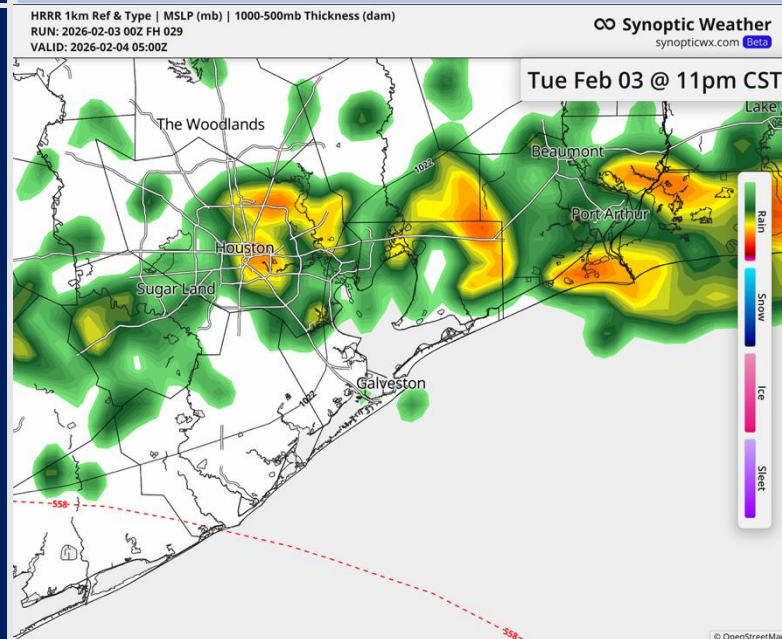 HRRR 1km Ref & Type | MSLP (mb) | 1000-500mb Thickness (dam)
RUN: 2026-02-03 00Z FH 029
VALID: 2026-02-04 05:00Z
Synoptic Weather
synopticwx.com Beta
Tue Feb 03 @ 11pm CST
Lake
The Woodlands
1022
Beaumont
Port Arthur
Houston
Sugar Land
Galveston
1022
558
558
Rain
Snow
Ice
Sleet
© OpenStreetMa